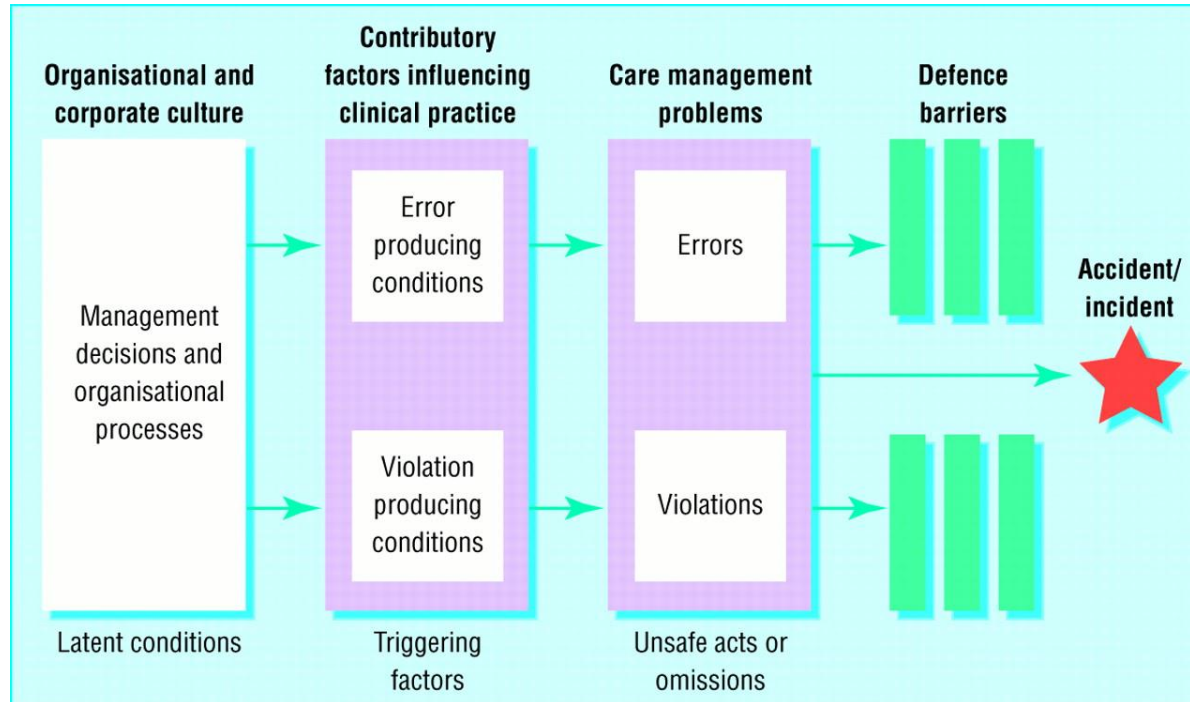 Organisational and
corporate culture
Contributory
factors influencing
clinical practice
Care management
problems
Defence
barriers
Management
decisions and
organisational
processes
Error
producing
conditions
Errors
Accident/
incident
Violation
producing
conditions
Violations
Latent conditions
Triggering
factors
Unsafe acts or
omissions